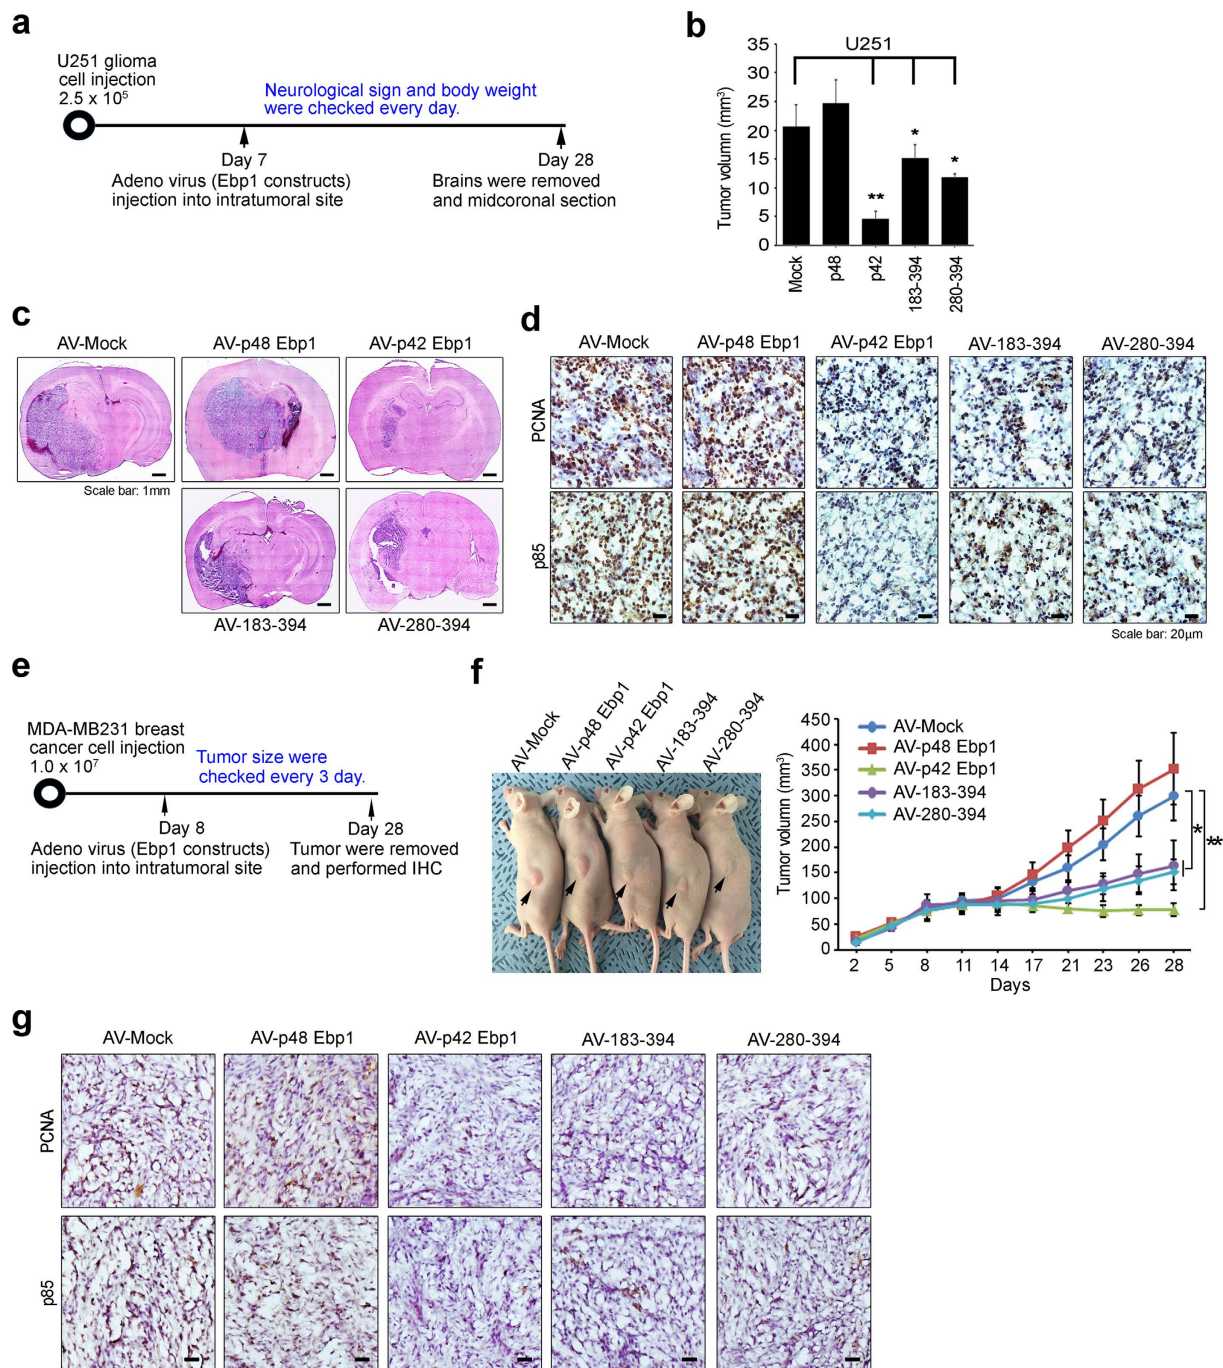 a
U251 glioma
cell injection
2.5 x 10⁵
Neurological sign and body weight
were checked every day.
Day 7
Adeno virus (Ebp1 constructs)
injection into intratumoral site
Day 28
Brains were removed
and midcoronal section
b
U251
Tumor volumn (mm³)
35
30
25
20
15
10
5
0
**
*
*
Mock
p48
p42
183-394
280-394
c
AV-Mock
AV-p48 Ebp1
AV-p42 Ebp1
Scale bar: 1mm
AV-183-394
AV-280-394
d
AV-Mock
AV-p48 Ebp1
AV-p42 Ebp1
AV-183-394
AV-280-394
PCNA
p85
Scale bar: 20µm
e
MDA-MB231 breast
cancer cell injection
1.0 x 10⁷
Tumor size were
checked every 3 day.
Day 8
Adeno virus (Ebp1 constructs)
injection into intratumoral site
Day 28
Tumor were removed
and performed IHC
f
AV-Mock
AV-p48 Ebp1
AV-p42 Ebp1
AV-183-394
AV-280-394
Tumor volumn (mm³)
450
400
350
300
250
200
150
100
50
0
AV-Mock
AV-p48 Ebp1
AV-p42 Ebp1
AV-183-394
AV-280-394
*
**
2 5 8 11 14 17 21 23 26 28
Days
g
AV-Mock
AV-p48 Ebp1
AV-p42 Ebp1
AV-183-394
AV-280-394
PCNA
p85